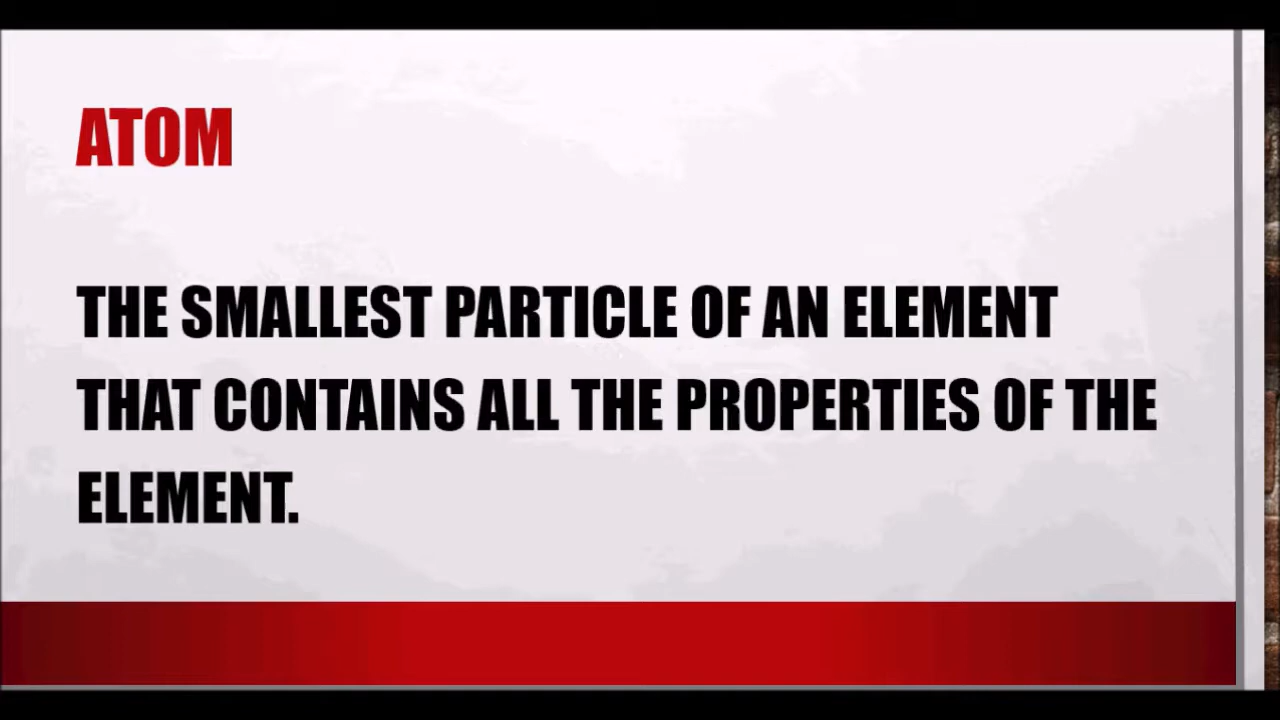 ATOM
THE SMALLEST PARTICLE OF AN ELEMENT
THAT CONTAINS ALL THE PROPERTIES OF THE
ELEMENT.